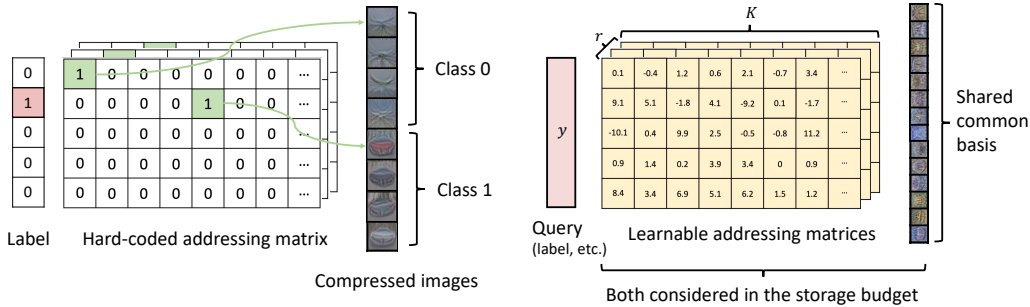 0
1
0
0
0
Label
1 0 0 0 0 0 0 ...
0 0 0 0 1 0 0 ...
0 0 0 0 0 0 0 ...
0 0 0 0 0 0 0 ...
0 0 0 0 0 0 0 ...
Hard-coded addressing matrix
Class 0
Class 1
Compressed images
y
Query
(label, etc.)
r
K
0.1 -0.4 1.2 0.6 2.1 -0.7 3.4 ...
9.1 5.1 -1.8 4.1 -9.2 0.1 -1.7 ...
-10.1 0.4 9.9 2.5 -0.5 -0.8 11.2 ...
0.9 1.4 0.2 3.9 3.4 0 0.9 ...
8.4 3.4 6.9 5.1 6.2 1.5 1.2 ...
Learnable addressing matrices
Shared
common
basis
Both considered in the storage budget